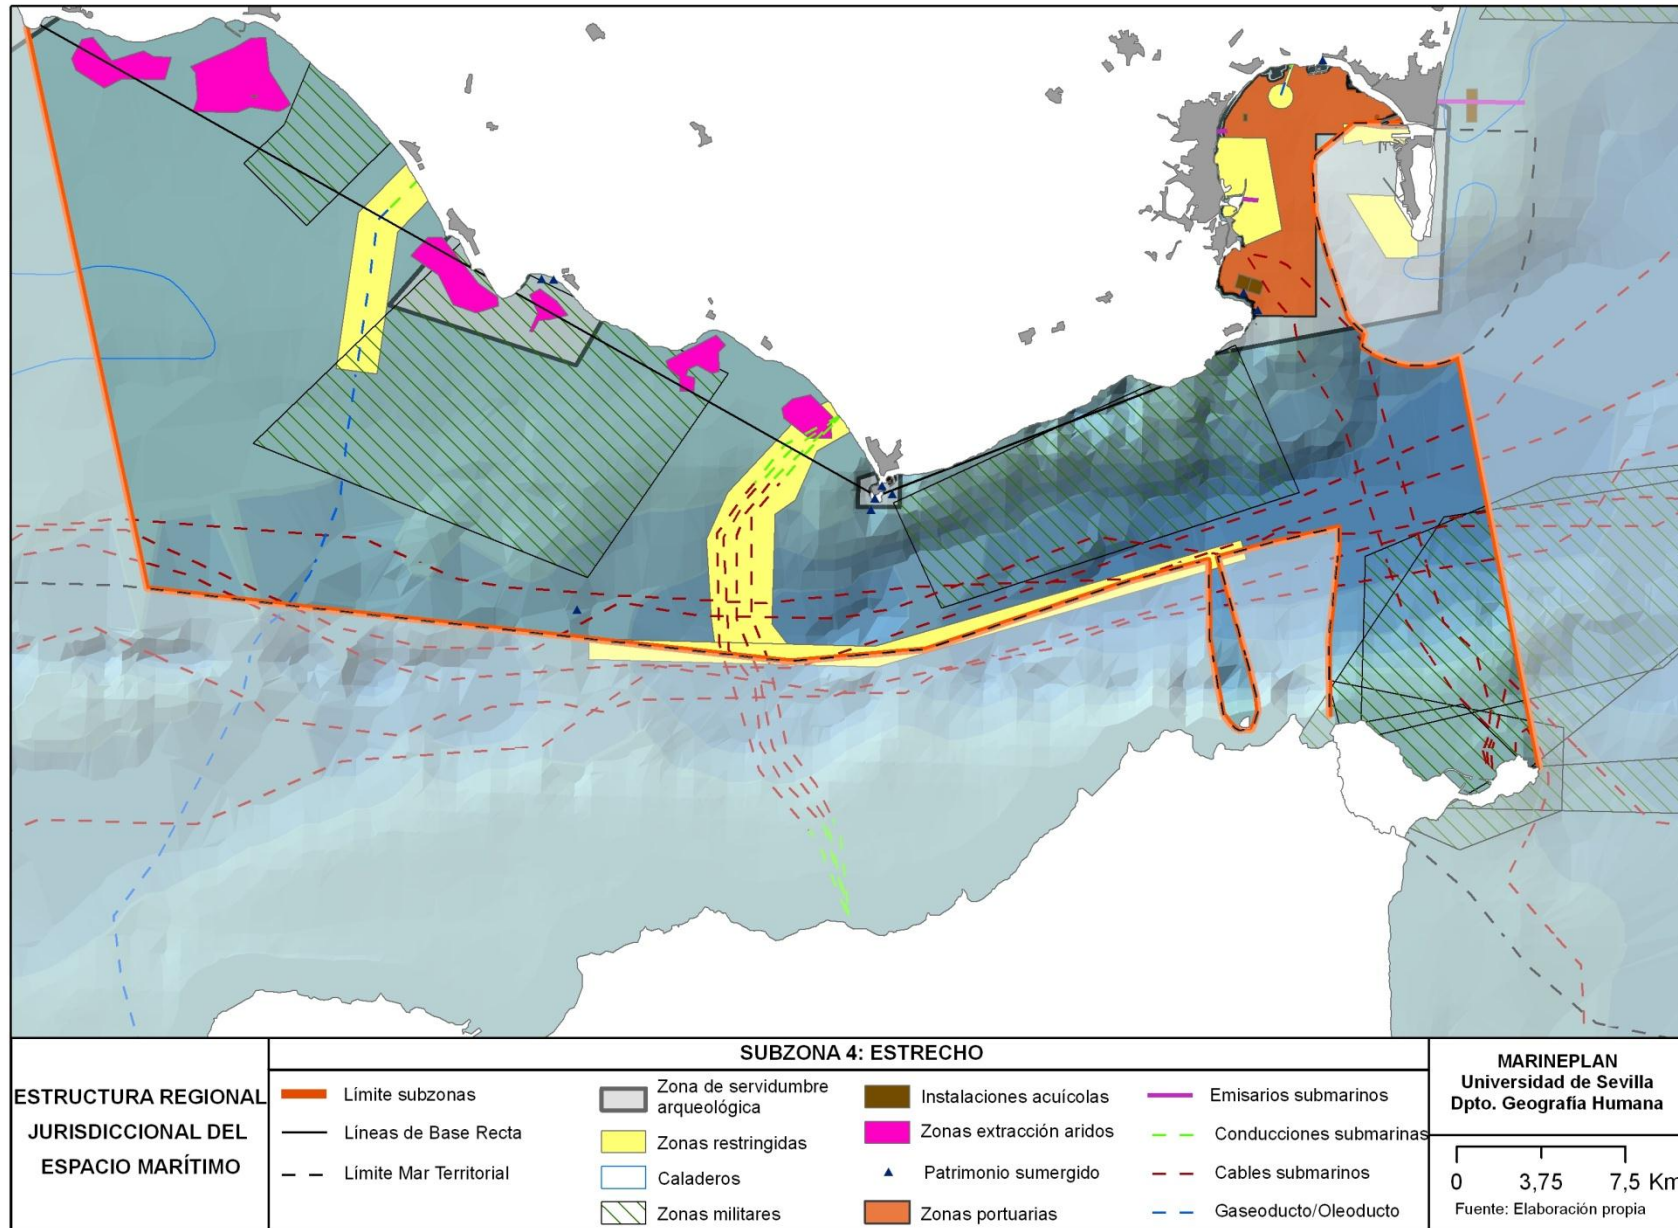 ESTRUCTURA REGIONAL
JURISDICCIONAL DEL
ESPACIO MARÍTIMO
SUBZONA 4: ESTRECHO
Límite subzonas
Líneas de Base Recta
Límite Mar Territorial
Zona de servidumbre
arqueológica
Zonas restringidas
Caladeros
Zonas militares
Instalaciones acuícolas
Zonas extracción aridos
Patrimonio sumergido
Zonas portuarias
Emisarios submarinos
Conducciones submarinas
Cables submarinos
Gaseoducto/Oleoducto
MARINEPLAN
Universidad de Sevilla
Dpto. Geografía Humana
0 3,75 7,5 Km
Fuente: Elaboración propia